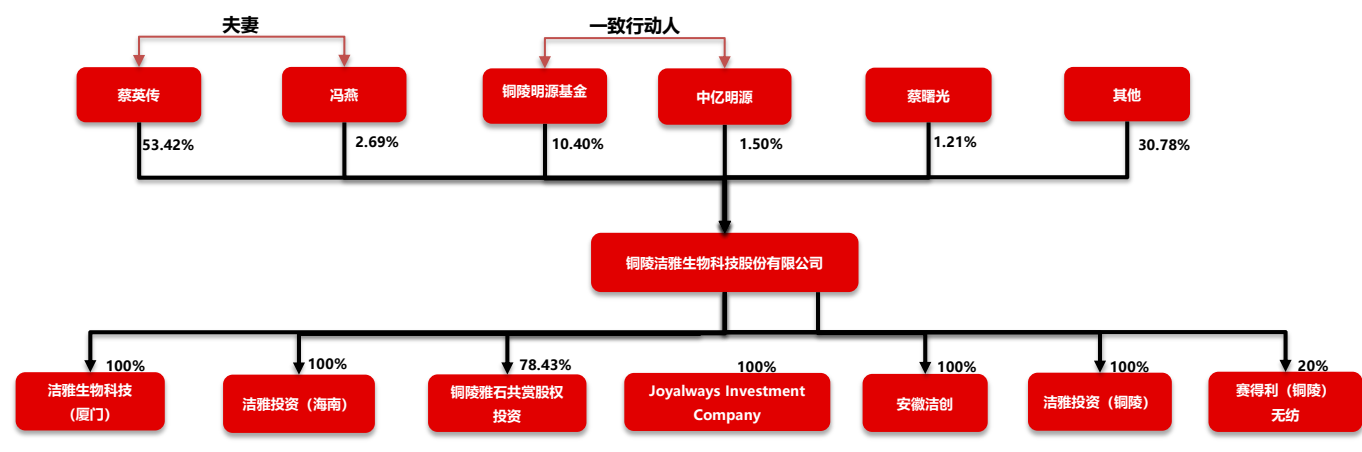 夫妻
一致行动人
蔡英传
冯燕
铜陵明源基金
中亿明源
蔡曙光
其他
53.42%
2.69%
10.40%
1.50%
1.21%
30.78%
铜陵洁雅生物科技股份有限公司
100%
100%
78.43%
100%
100%
100%
20%
洁雅生物科技
（厦门）
洁雅投资（海南）
铜陵雅石共赏股权
投资
Joyalways Investment
Company
安徽洁创
洁雅投资（铜陵）
赛得利（铜陵）
无纺